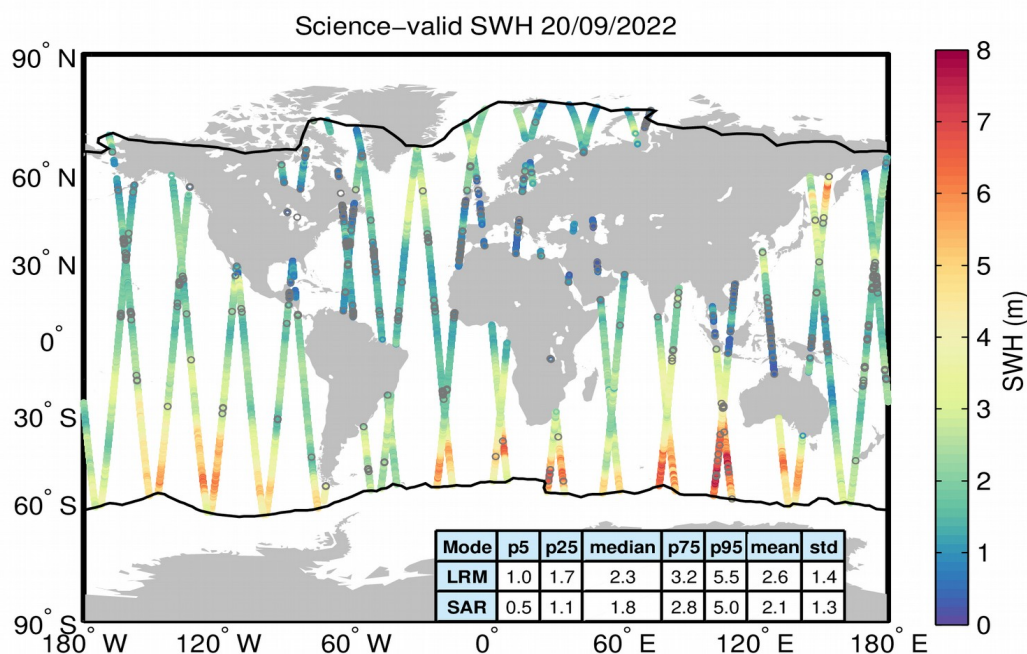 Science–valid SWH 20/09/2022
90° N
60° N
30° N
0°
30° S
60° S
90° S
180° W
120° W
60° W
0°
60° E
120° E
180° E
8
7
6
5
4
3
2
1
0
SWH (m)
Mode p5 p25 median p75 p95 mean std
LRM 1.0 1.7 2.3 3.2 5.5 2.6 1.4
SAR 0.5 1.1 1.8 2.8 5.0 2.1 1.3